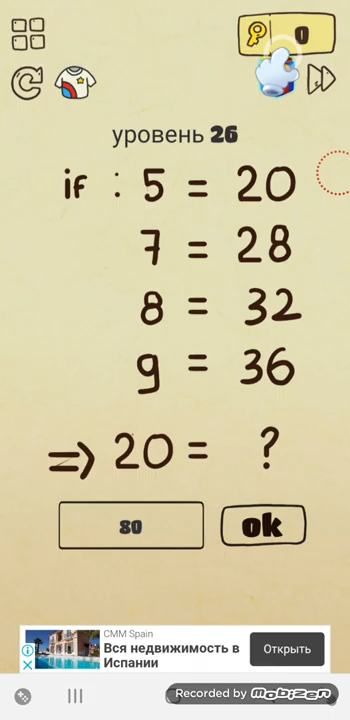 0
уровень 26
if : 5 = 20
7 = 28
8 = 32
9 = 36
=> 20 = ?
80
ok
CMM Spain
Вся недвижимость в
Испании
Открыть
Recorded by mobizen